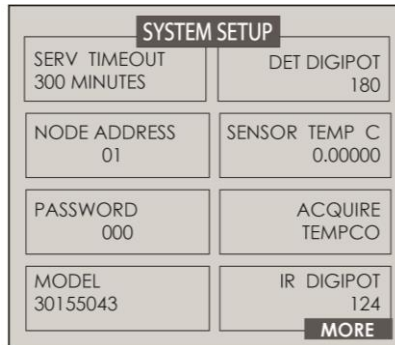 SYSTEM SETUP
SERV TIMEOUT
300 MINUTES
DET DIGIPOT
180
NODE ADDRESS
01
SENSOR TEMP C
0.00000
PASSWORD
000
ACQUIRE
TEMPCO
MODEL
30155043
IR DIGIPOT
124
MORE